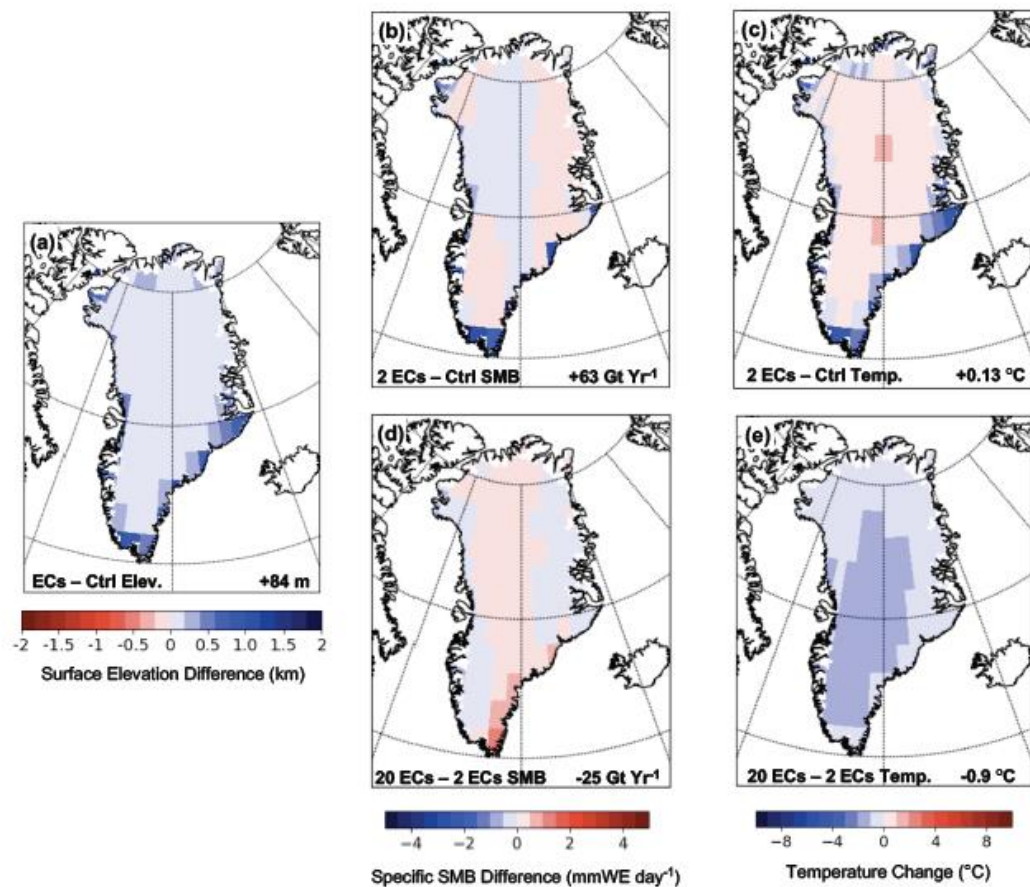 (b)
(c)
2 ECs – Ctrl SMB +63 Gt Yr⁻¹
2 ECs – Ctrl Temp. +0.13 °C
(a)
ECs – Ctrl Elev. +84 m
-2 -1.5 -1 -0.5 0 0.5 1 1.5 2
Surface Elevation Difference (km)
(d)
(e)
20 ECs – 2 ECs SMB -25 Gt Yr⁻¹
20 ECs – 2 ECs Temp. -0.9 °C
−4 −2 0 2 4
Specific SMB Difference (mmWE day⁻¹)
−8 −4 0 4 8
Temperature Change (°C)